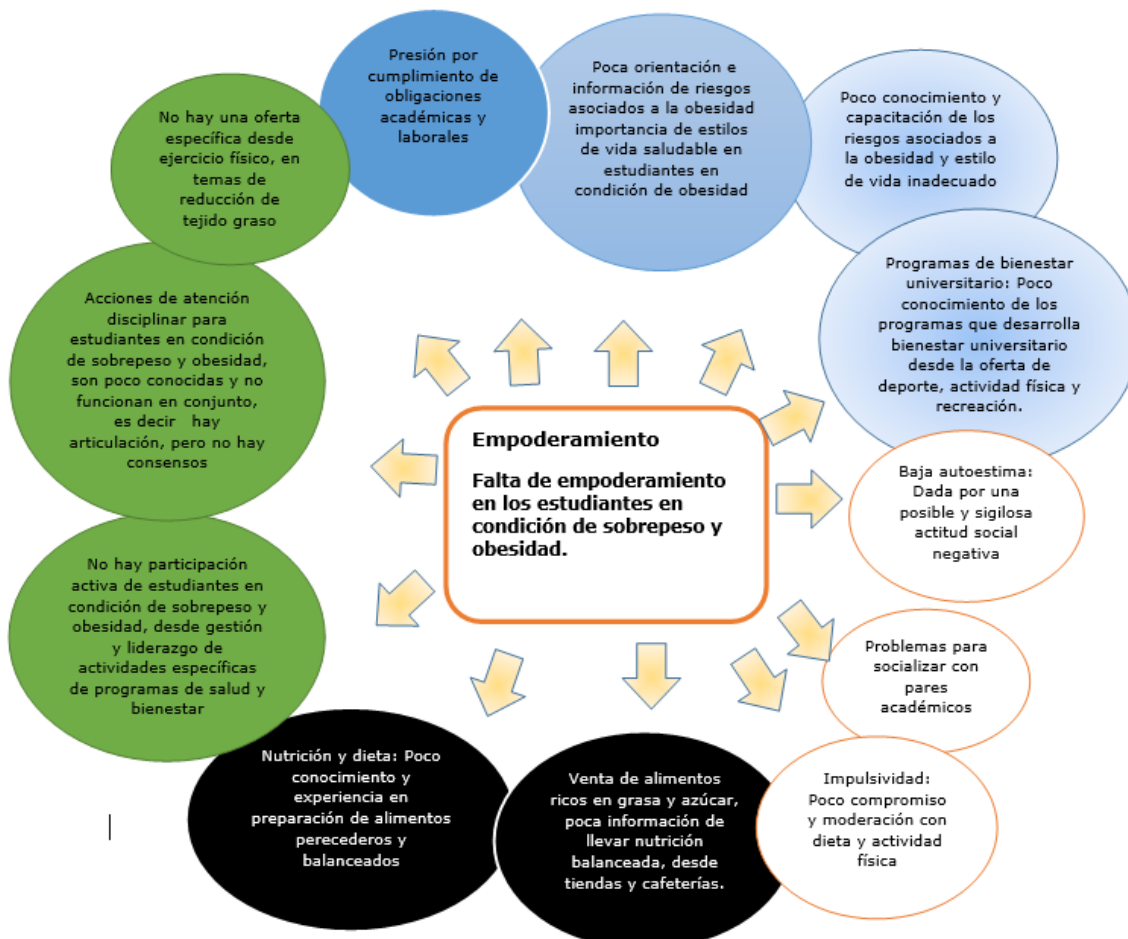 Presión por
cumplimiento de
obligaciones
académicas y
laborales
Poca orientación e
información de riesgos
asociados a la obesidad
importancia de estilos
de vida saludable en
estudiantes en
condición de obesidad
Poco conocimiento y
capacitación de los
riesgos asociados a
la obesidad y estilo
de vida inadecuado
Programas de bienestar
universitario: Poco
conocimiento de los
programas que desarrolla
bienestar universitario
desde la oferta de
deporte, actividad física y
recreación.
Baja autoestima:
Dada por una
posible y sigilosa
actitud social
negativa
Problemas para
socializar con
pares
académicos
Impulsividad:
Poco compromiso
y moderación con
dieta y actividad
física
Venta de alimentos
ricos en grasa y azúcar,
poca información de
llevar nutrición
balanceada, desde
tiendas y cafeterías.
Nutrición y dieta: Poco
conocimiento y
experiencia en
preparación de alimentos
perecederos y
balanceados
No hay participación
activa de estudiantes en
condición de sobrepeso y
obesidad, desde gestión
y liderazgo de
actividades específicas
de programas de salud y
bienestar
Acciones de atención
disciplinar para
estudiantes en condición
de sobrepeso y obesidad,
son poco conocidas y no
funcionan en conjunto,
es decir hay
articulación, pero no hay
consensos
No hay una oferta
específica desde
ejercicio físico, en
temas de
reducción de
tejido graso
Empoderamiento
Falta de empoderamiento
en los estudiantes en
condición de sobrepeso y
obesidad.